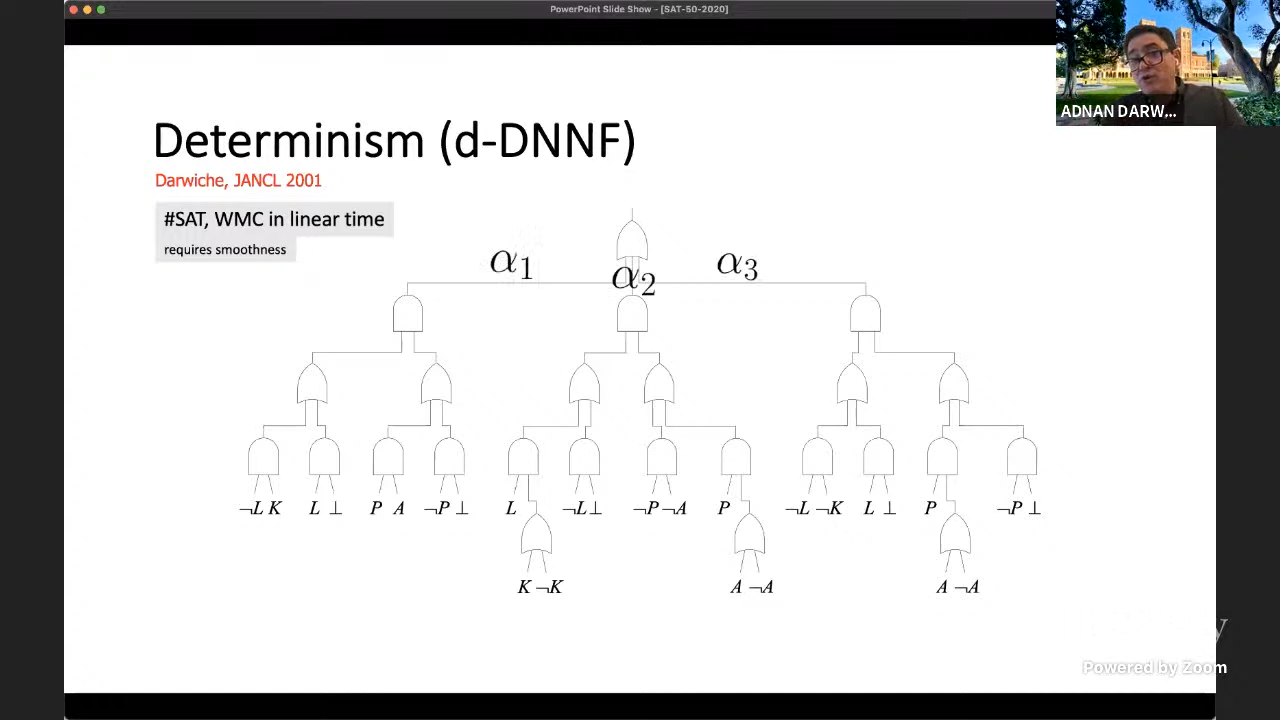 PowerPoint Slide Show - [SAT-50-2020]
ADNAN DARW...
Determinism (d-DNNF)
Darwiche, JANCL 2001
#SAT, WMC in linear time
requires smoothness
α₁ α₂ α₃
¬L K L ⊥ P A ¬P ⊥ L ¬L ⊥ ¬P ¬A P ¬L ¬K L ⊥ P ¬P ⊥
K ¬K A ¬A A ¬A
y
Powered by Zoom